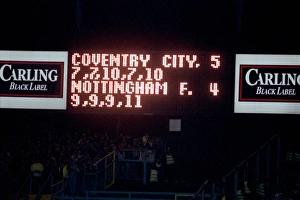 COVENTRY CITY, 5
7,7,10,7,10
NOTTINGHAM F. 4
9,9,9,11
CARLING
BLACK LABEL
CARLING
BLACK LABEL